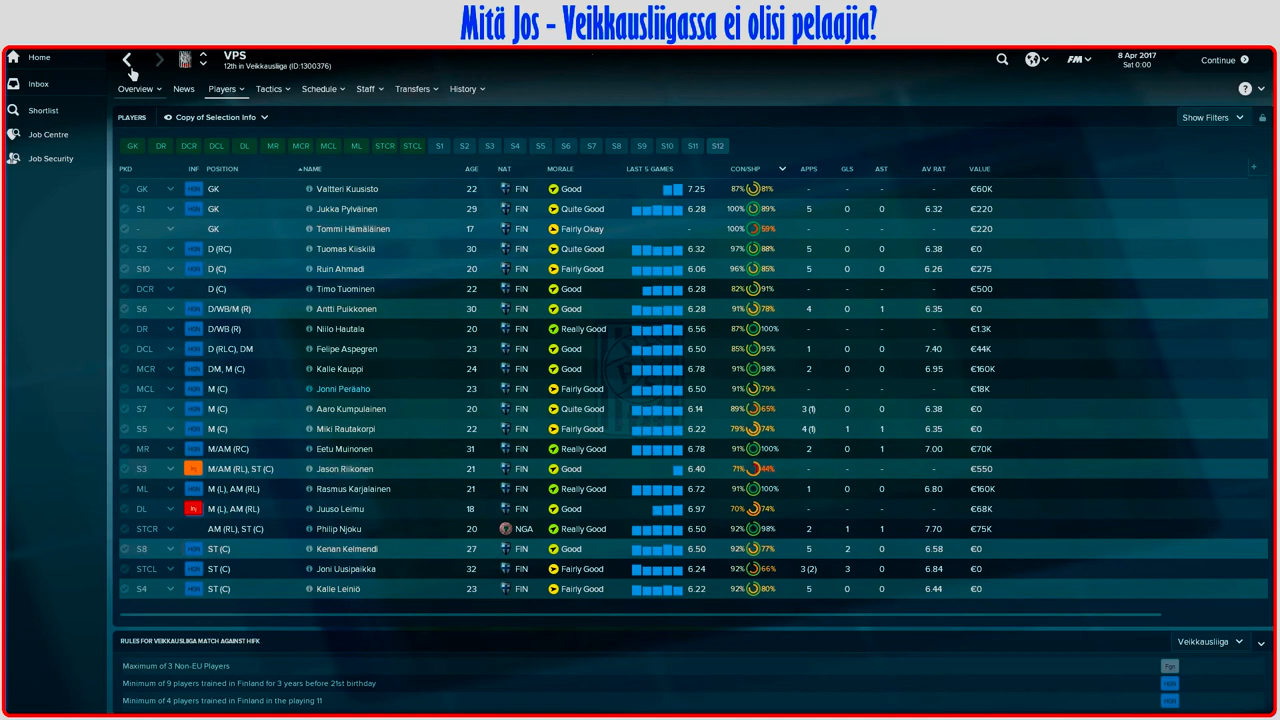 Mitä Jos - Veikkausliigassa ei olisi pelaajia?
Home
Inbox
Shortlist
Job Centre
Job Security
VPS
12th in Veikkausliiga (ID:1300376)
FM
8 Apr 2017
Sat 0:00
Continue
Overview News Players Tactics Schedule Staff Transfers History ?
PLAYERS Copy of Selection Info Show Filters
GK DR DCR DCL DL MR MCR MCL ML STCR STCL S1 S2 S3 S4 S5 S6 S7 S8 S9 S10 S11 S12
PKD INF POSITION NAME AGE NAT MORALE LAST 5 GAMES CON/SHP APPS GLS AST AV RAT VALUE +
GK HGN GK Valtteri Kuusisto 22 FIN Good 7.25 87% 81% - - - - €60K
S1 HGN GK Jukka Pylväinen 29 FIN Quite Good 6.28 100% 89% 5 0 0 6.32 €220
- GK Tommi Hämäläinen 17 FIN Fairly Okay - 100% 59% - - - - €220
S2 HGN D (RC) Tuomas Kiiskilä 30 FIN Quite Good 6.32 97% 88% 5 0 0 6.38 €0
S10 HGN D (C) Ruin Ahmadi 20 FIN Fairly Good 6.06 96% 85% 5 0 0 6.26 €275
DCR D (C) Timo Tuominen 22 FIN Good 6.28 82% 91% - - - - €500
S6 HGN D/WB/M (R) Antti Puikkonen 30 FIN Good 6.28 91% 78% 4 0 1 6.35 €0
DR HGN D/WB (R) Niilo Hautala 20 FIN Really Good 6.56 87% 100% - - - - €1.3K
DCL HGN D (RLC), DM Felipe Aspegren 23 FIN Good 6.50 85% 95% 1 0 0 7.40 €44K
MCR HGN DM, M (C) Kalle Kauppi 24 FIN Good 6.78 91% 98% 2 0 0 6.95 €160K
MCL HGN M (C) Jonni Peräaho 23 FIN Fairly Good 6.50 91% 79% - - - - €18K
S7 HGN M (C) Aaro Kumpulainen 20 FIN Quite Good 6.14 89% 65% 3 (1) 0 0 6.38 €0
S5 HGN M (C) Miki Rautakorpi 22 FIN Fairly Good 6.22 79% 74% 4 (1) 1 1 6.35 €0
MR HGN M/AM (RC) Eetu Muinonen 31 FIN Really Good 6.78 91% 100% 2 0 1 7.00 €70K
S3 Inj M/AM (RL), ST (C) Jason Riikonen 21 FIN Good 6.40 71% 44% - - - - €550
ML HGN M (L), AM (RL) Rasmus Karjalainen 21 FIN Really Good 6.72 91% 100% 1 0 0 6.80 €160K
DL Inj M (L), AM (RL) Juuso Leimu 18 FIN Good 6.97 70% 74% - - - - €68K
STCR AM (RL), ST (C) Philip Njoku 20 NGA Really Good 6.50 92% 98% 2 1 1 7.70 €75K
S8 HGN ST (C) Kenan Kelmendi 27 FIN Good 6.50 92% 77% 5 2 0 6.58 €0
STCL HGN ST (C) Joni Uusipaikka 32 FIN Fairly Good 6.24 92% 66% 3 (2) 3 0 6.84 €0
S4 HGN ST (C) Kalle Leiniö 23 FIN Fairly Good 6.22 92% 80% 5 0 0 6.44 €0
RULES FOR VEIKKAUSLIIGA MATCH AGAINST HIFK Veikkausliiga
Maximum of 3 Non-EU Players Fgn
Minimum of 9 players trained in Finland for 3 years before 21st birthday HGN
Minimum of 4 players trained in Finland in the playing 11 HGN